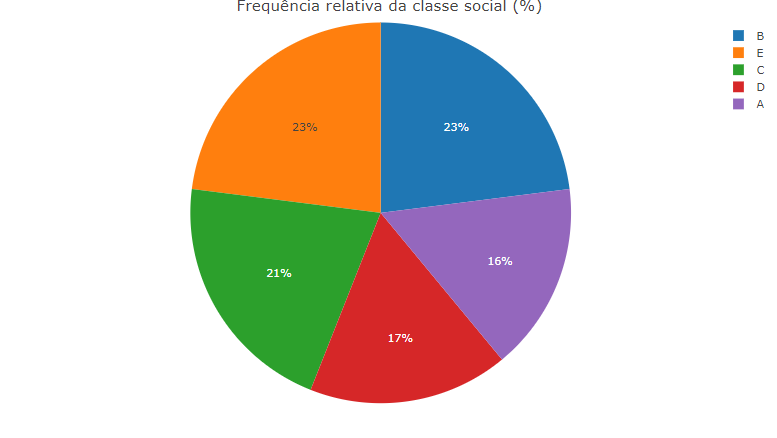 Frequência relativa da classe social (%)
B
E
C
D
A
23%
23%
16%
21%
17%